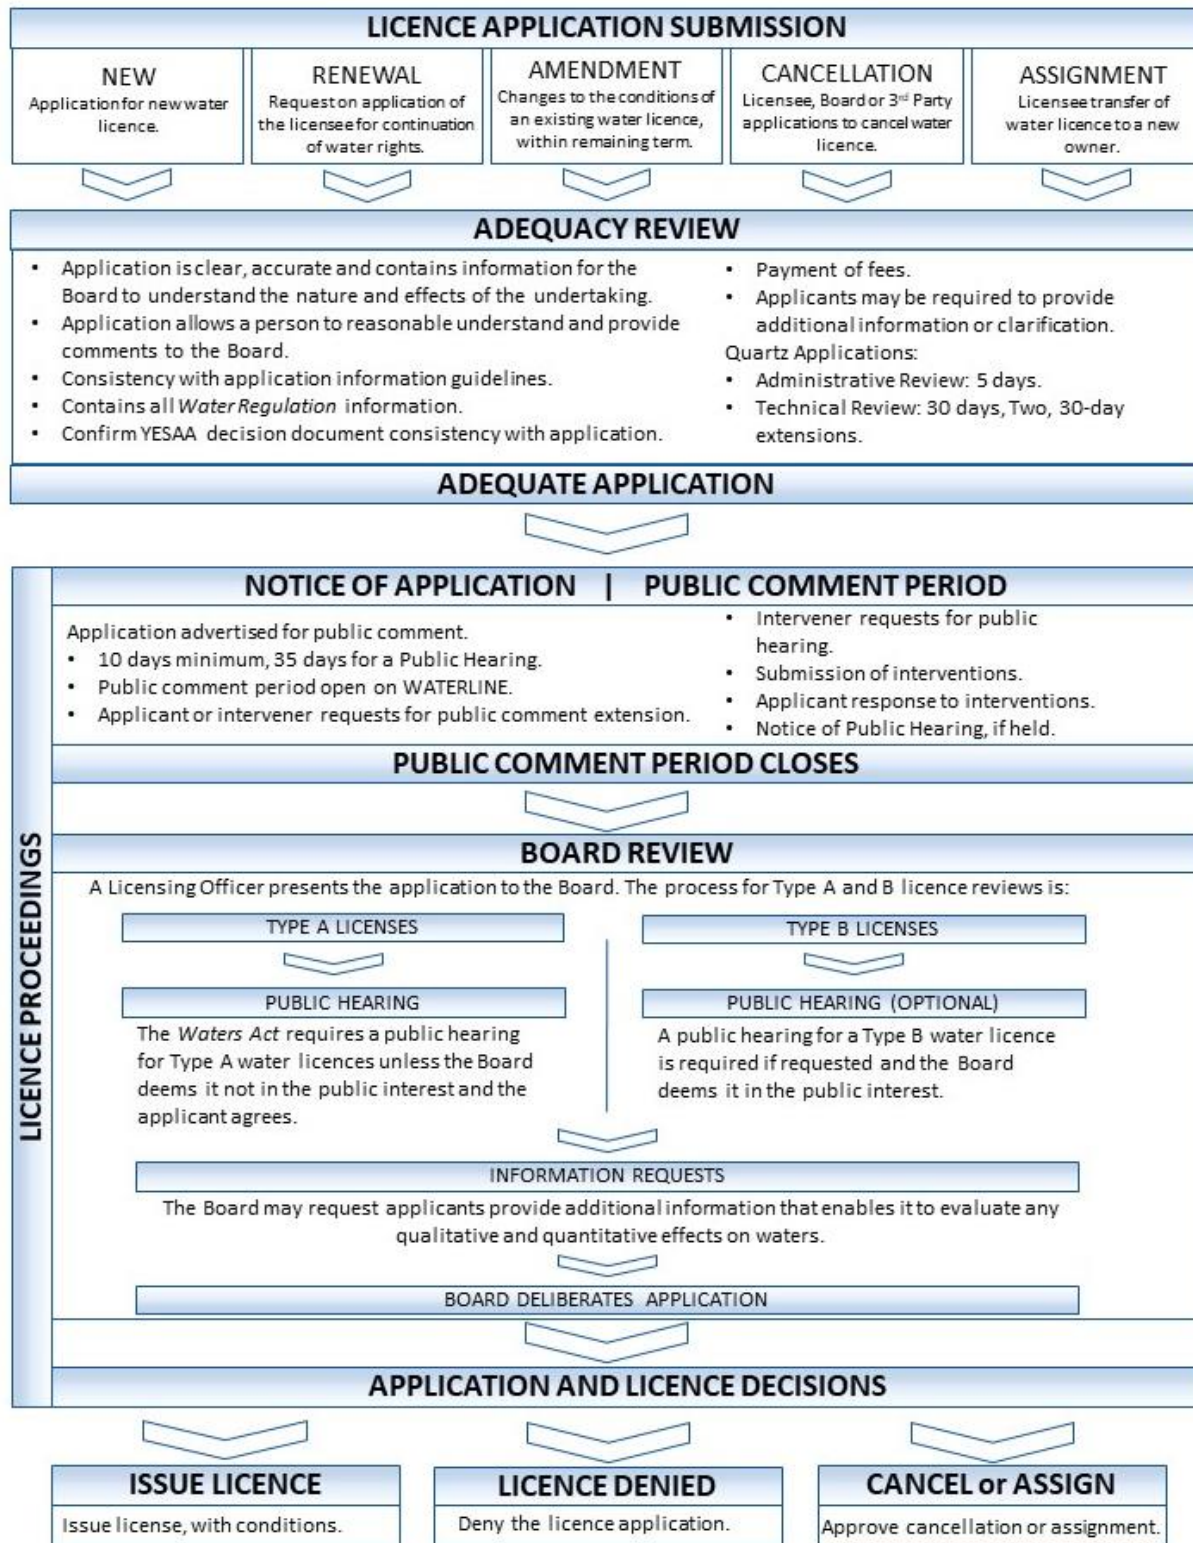 LICENCE APPLICATION SUBMISSION
NEW
Application for new water
licence.
RENEWAL
Request on application of
the licensee for continuation
of water rights.
AMENDMENT
Changes to the conditions of
an existing water licence,
within remaining term.
CANCELLATION
Licensee, Board or 3rd Party
applications to cancel water
licence.
ASSIGNMENT
Licensee transfer of
water licence to a new
owner.
ADEQUACY REVIEW
• Application is clear, accurate and contains information for the
Board to understand the nature and effects of the undertaking.
• Application allows a person to reasonable understand and provide
comments to the Board.
• Consistency with application information guidelines.
• Contains all Water Regulation information.
• Confirm YESAA decision document consistency with application.
• Payment of fees.
• Applicants may be required to provide
additional information or clarification.
Quartz Applications:
• Administrative Review: 5 days.
• Technical Review: 30 days, Two, 30-day
extensions.
ADEQUATE APPLICATION
LICENCE PROCEEDINGS
NOTICE OF APPLICATION | PUBLIC COMMENT PERIOD
Application advertised for public comment.
• 10 days minimum, 35 days for a Public Hearing.
• Public comment period open on WATERLINE.
• Applicant or intervener requests for public comment extension.
• Intervener requests for public
hearing.
• Submission of interventions.
• Applicant response to interventions.
• Notice of Public Hearing, if held.
PUBLIC COMMENT PERIOD CLOSES
BOARD REVIEW
A Licensing Officer presents the application to the Board. The process for Type A and B licence reviews is:
TYPE A LICENSES
PUBLIC HEARING
The Waters Act requires a public hearing
for Type A water licences unless the Board
deems it not in the public interest and the
applicant agrees.
TYPE B LICENSES
PUBLIC HEARING (OPTIONAL)
A public hearing for a Type B water licence
is required if requested and the Board
deems it in the public interest.
INFORMATION REQUESTS
The Board may request applicants provide additional information that enables it to evaluate any
qualitative and quantitative effects on waters.
BOARD DELIBERATES APPLICATION
APPLICATION AND LICENCE DECISIONS
ISSUE LICENCE
Issue license, with conditions.
LICENCE DENIED
Deny the licence application.
CANCEL or ASSIGN
Approve cancellation or assignment.